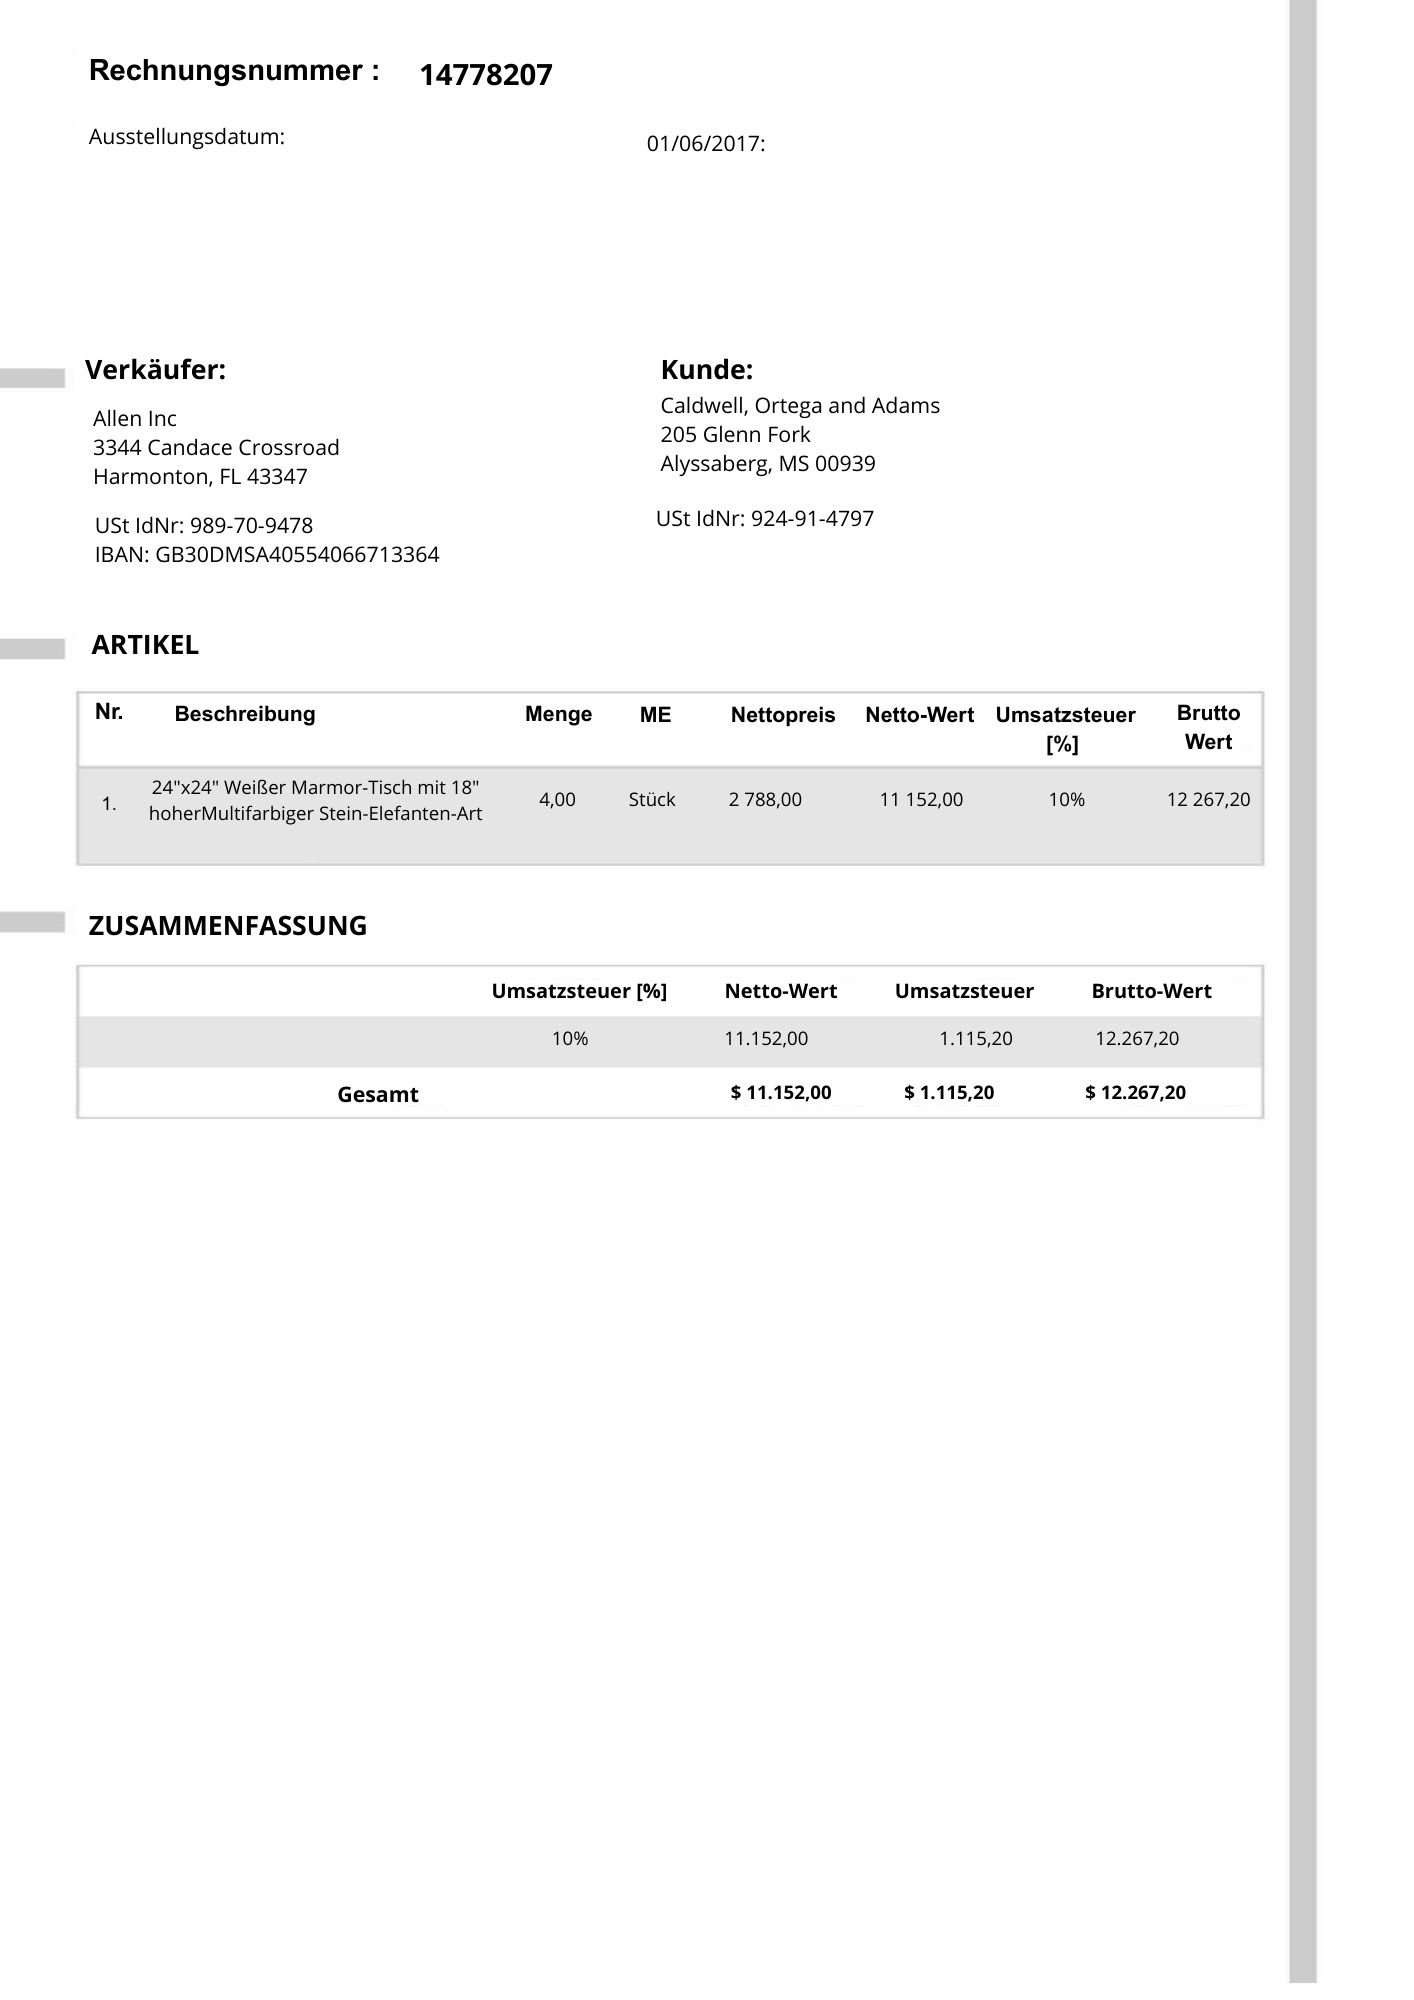 Rechnungsnummer : 14778207
Ausstellungsdatum: 01/06/2017:
Verkäufer:
Allen Inc
3344 Candace Crossroad
Harmonton, FL 43347
USt IdNr: 989-70-9478
IBAN: GB30DMSA40554066713364
Kunde:
Caldwell, Ortega and Adams
205 Glenn Fork
Alyssaberg, MS 00939
USt IdNr: 924-91-4797
ARTIKEL
Nr. Beschreibung Menge ME Nettopreis Netto-Wert Umsatzsteuer [%] Brutto Wert
1. 24"x24" Weißer Marmor-Tisch mit 18" 4,00 Stück 2 788,00 11 152,00 10% 12 267,20
hoherMultifarbiger Stein-Elefanten-Art
ZUSAMMENFASSUNG
Umsatzsteuer [%] Netto-Wert Umsatzsteuer Brutto-Wert
10% 11.152,00 1.115,20 12.267,20
Gesamt $ 11.152,00 $ 1.115,20 $ 12.267,20